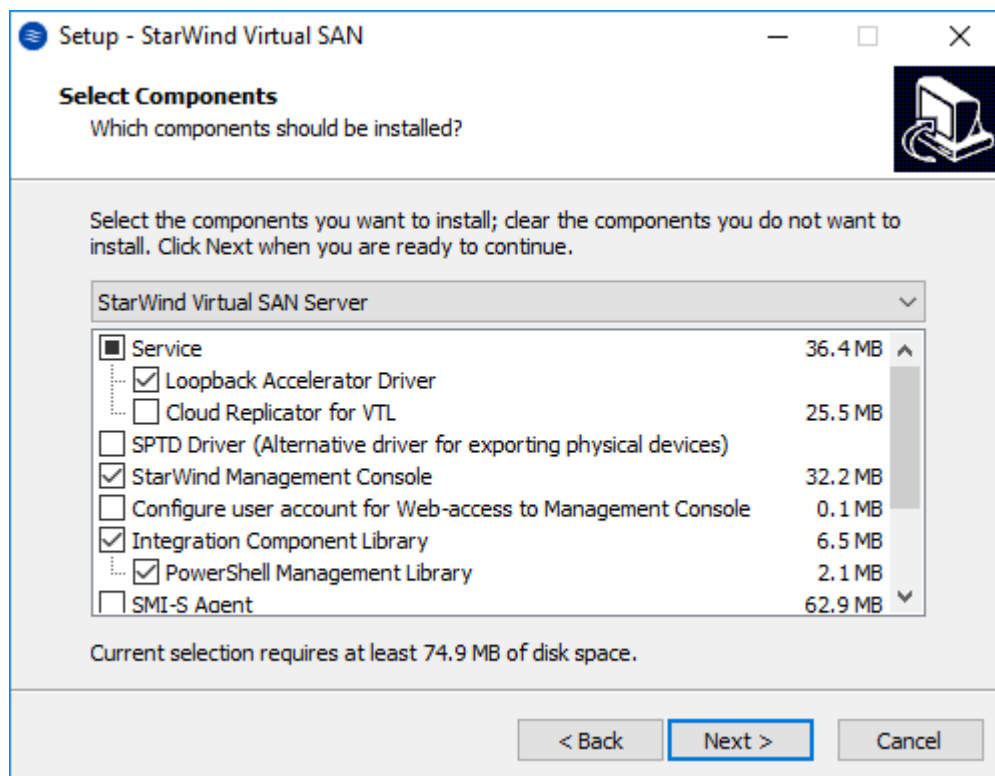 Setup - StarWind Virtual SAN
Select Components
Which components should be installed?
Select the components you want to install; clear the components you do not want to
install. Click Next when you are ready to continue.
StarWind Virtual SAN Server
Service 36.4 MB
Loopback Accelerator Driver
Cloud Replicator for VTL 25.5 MB
SPTD Driver (Alternative driver for exporting physical devices)
StarWind Management Console 32.2 MB
Configure user account for Web-access to Management Console 0.1 MB
Integration Component Library 6.5 MB
PowerShell Management Library 2.1 MB
SMI-S Agent 62.9 MB
Current selection requires at least 74.9 MB of disk space.
< Back Next > Cancel